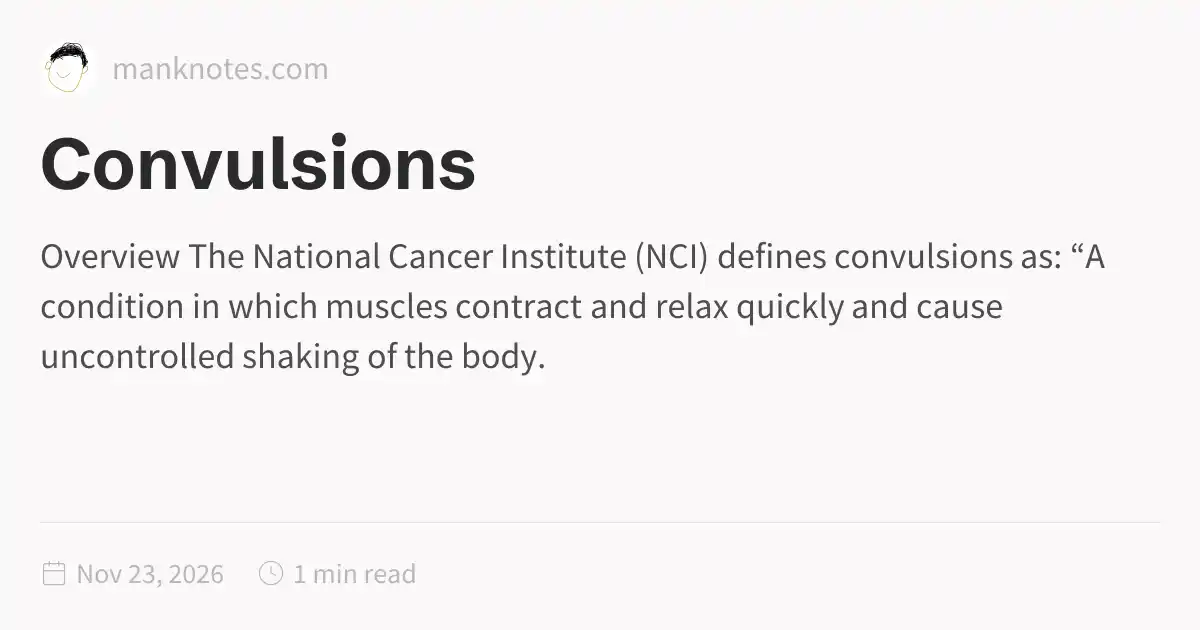 manknotes.com
Convulsions
Overview The National Cancer Institute (NCI) defines convulsions as: “A
condition in which muscles contract and relax quickly and cause
uncontrolled shaking of the body.
Nov 23, 2026 1 min read